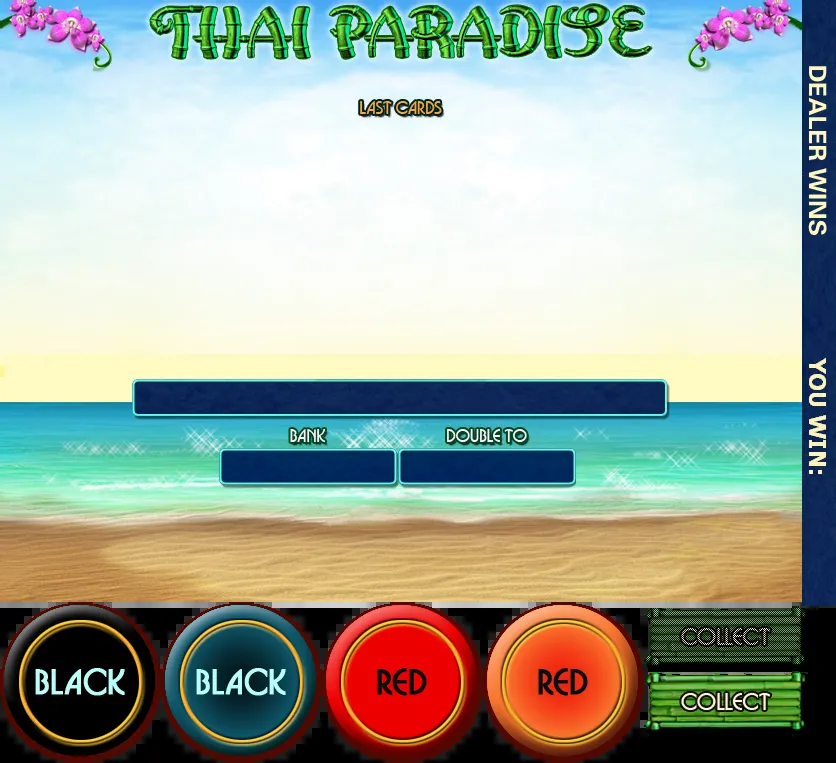 THAI PARADISE
LAST CARDS
DEALER WINS
YOU WIN:
BANK
DOUBLE TO
BLACK
BLACK
RED
RED
COLLECT
COLLECT